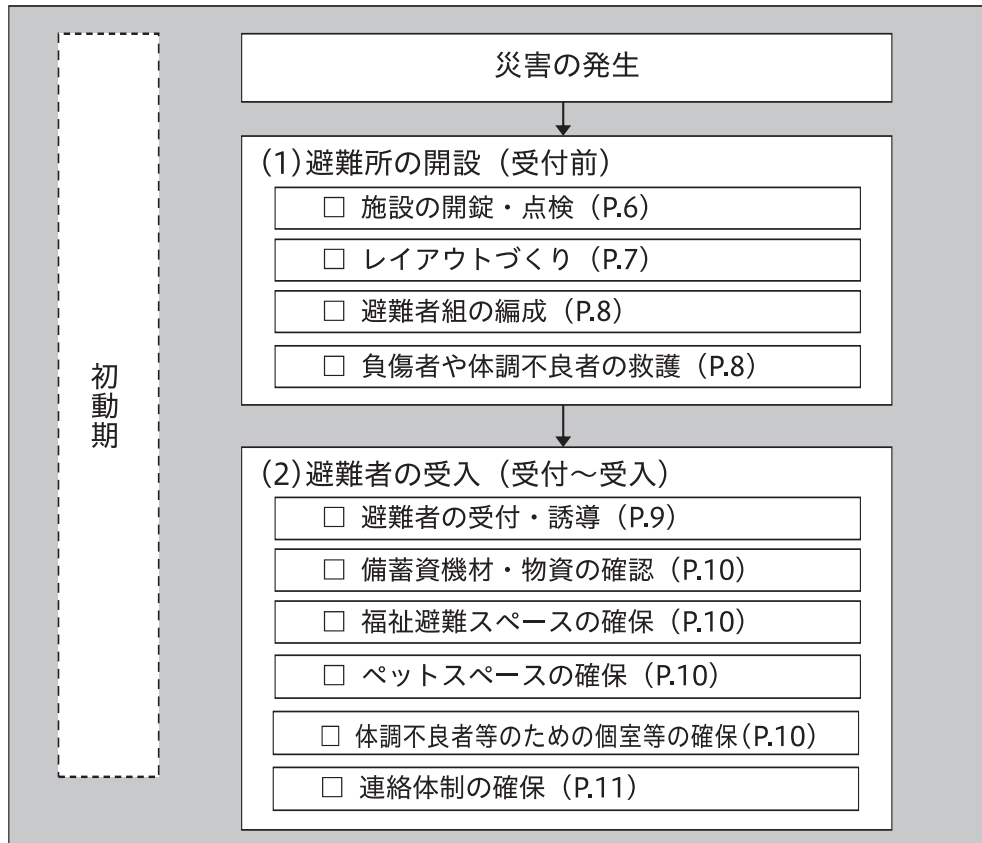 初動期
災害の発生
(1)避難所の開設（受付前）
□ 施設の開錠・点検（P.6）
□ レイアウトづくり（P.7）
□ 避難者組の編成（P.8）
□ 負傷者や体調不良者の救護（P.8）
(2)避難者の受入（受付～受入）
□ 避難者の受付・誘導（P.9）
□ 備蓄資機材・物資の確認（P.10）
□ 福祉避難スペースの確保（P.10）
□ ペットスペースの確保（P.10）
□ 体調不良者等のための個室等の確保(P.10)
□ 連絡体制の確保（P.11）